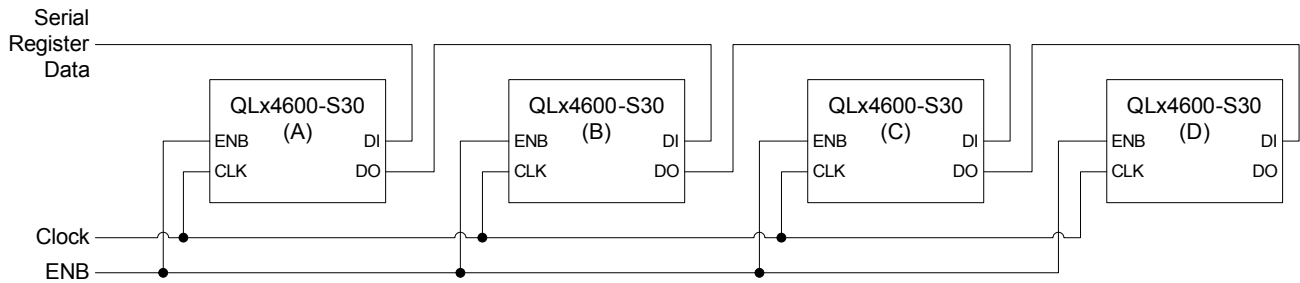 Serial
Register
Data
QLx4600-S30
(A)
ENB
DI
CLK
DO
QLx4600-S30
(B)
ENB
DI
CLK
DO
QLx4600-S30
(C)
ENB
DI
CLK
DO
QLx4600-S30
(D)
ENB
DI
CLK
DO
Clock
ENB